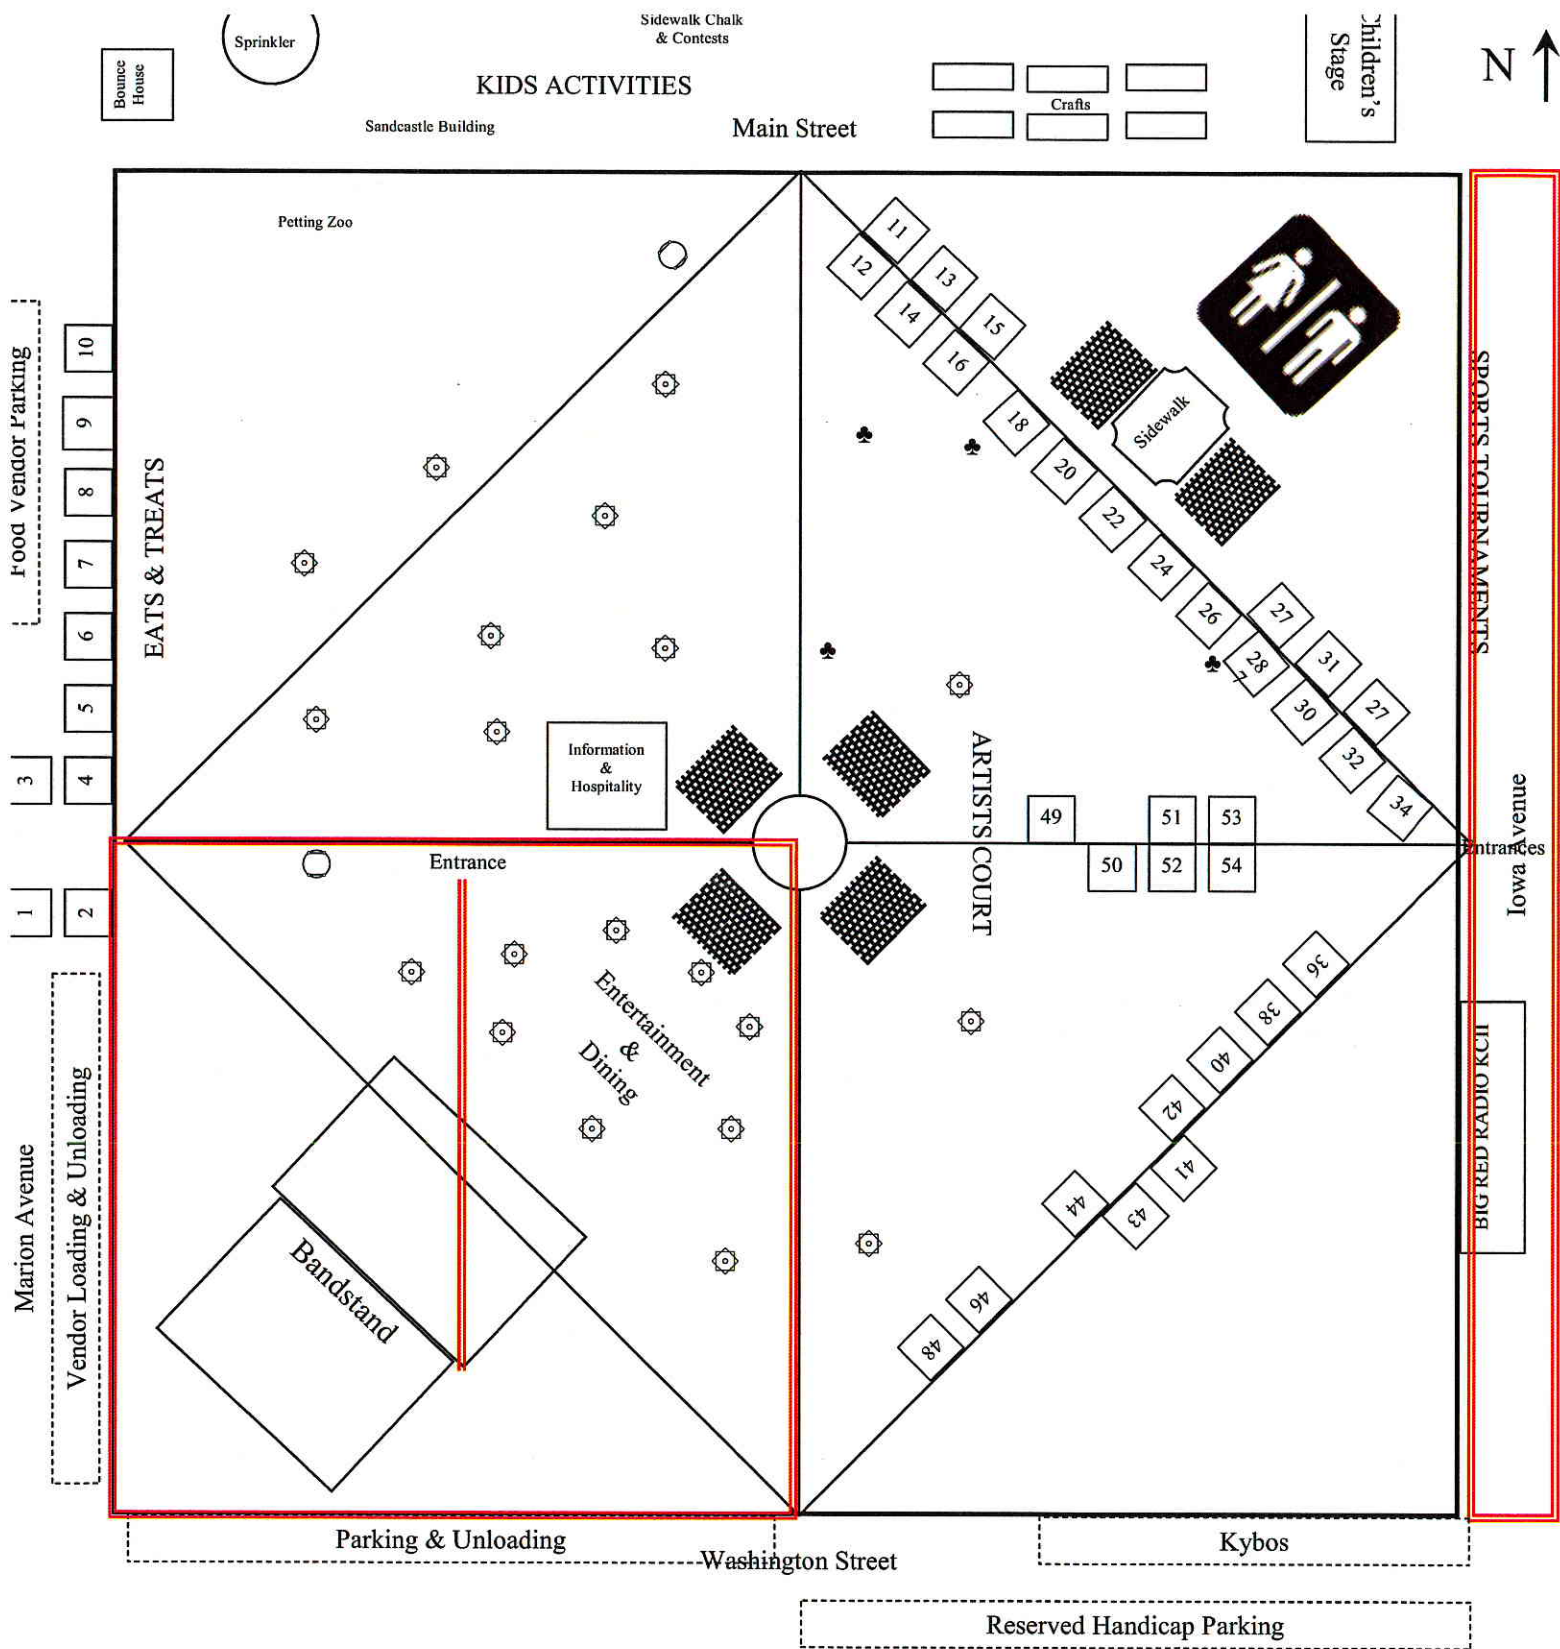 Sidewalk Chalk
& Contests
Sprinkler
Bounce
House
KIDS ACTIVITIES
Sandcastle Building
Main Street
Crafts
Children's
Stage
N
Petting Zoo
Food Vendor Parking
EATS & TREATS
10
9
8
7
6
5
3
4
1
2
11
12
13
14
15
16
18
20
22
24
26
27
28
7
31
30
27
32
34
Sidewalk
SPORTS TOURNAMENTS
Information
&
Hospitality
ARTISTS COURT
49
51
53
50
52
54
Entrances
Iowa Avenue
Entrance
Entertainment
&
Dining
36
38
40
42
41
44
43
46
48
BIG RED RADIO KCII
Marion Avenue
Vendor Loading & Unloading
Bandstand
Parking & Unloading
Washington Street
Kybos
Reserved Handicap Parking